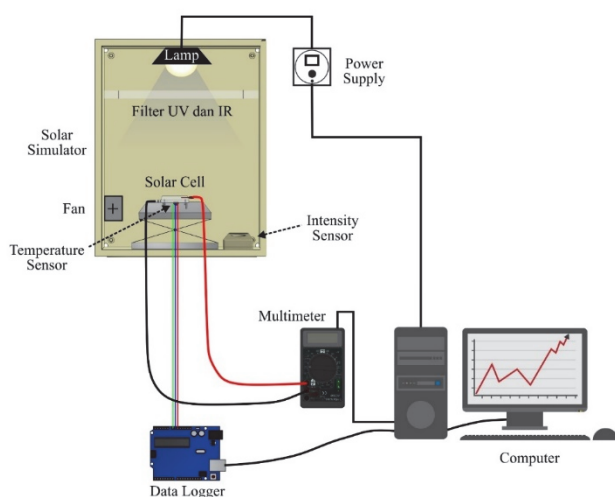 Lamp
Power
Supply
Filter UV dan IR
Solar
Simulator
Solar Cell
Fan
Intensity
Sensor
Temperature
Sensor
Multimeter
Computer
Data Logger